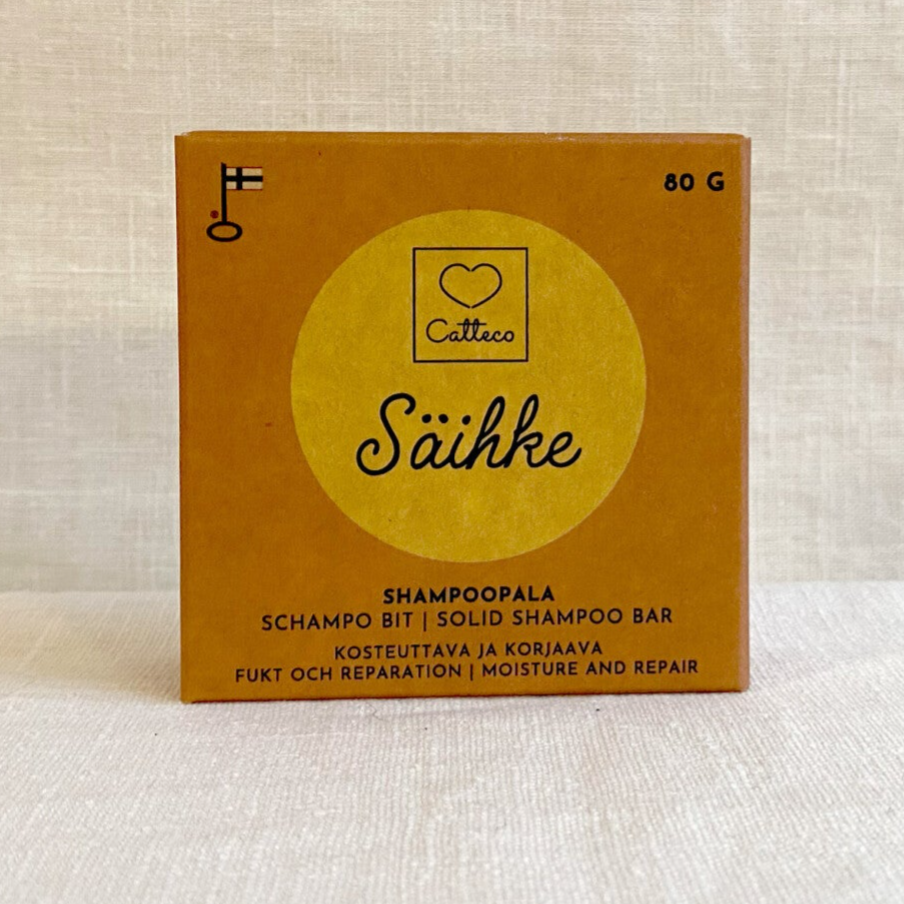 80 G
Catteco
Säihke
SHAMPOOPALA
SCHAMPO BIT | SOLID SHAMPOO BAR
KOSTEUTTAVA JA KORJAAVA
FUKT OCH REPARATION | MOISTURE AND REPAIR